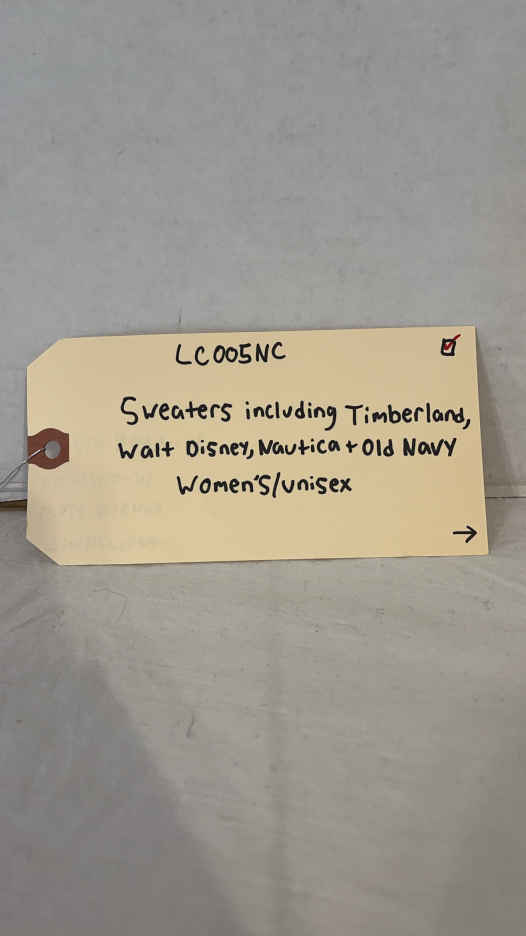 LC005NC
Sweaters including Timberland,
Walt Disney, Nautica + Old Navy
Women's/unisex
→